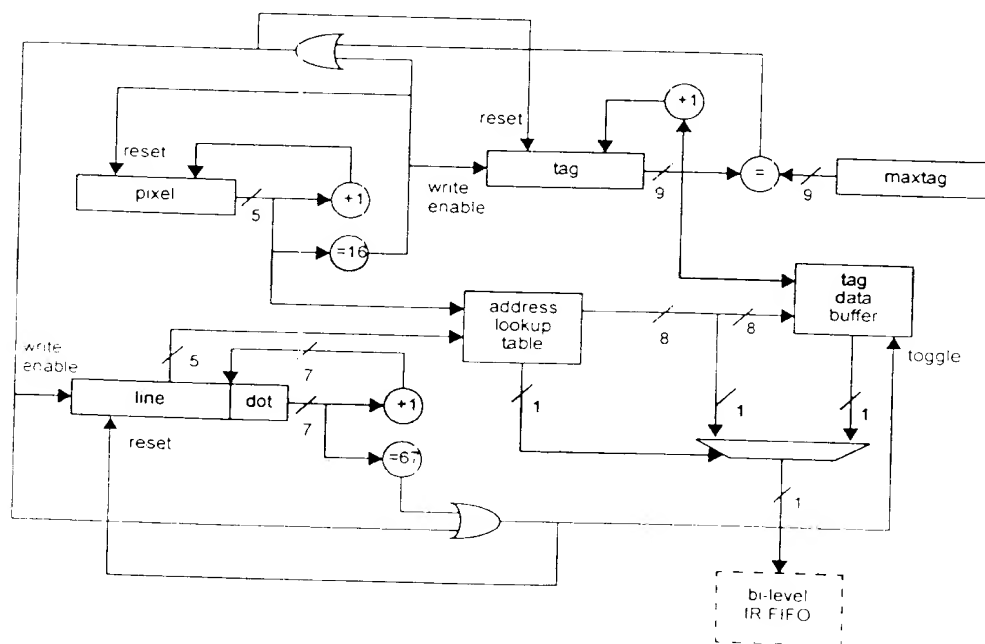 +1
reset
reset
tag
=
maxtag
pixel
+1
write
enable
9
9
5
=16
address
lookup
table
tag
data
buffer
8
8
write
enable
5
7
toggle
line
dot
+1
1
1
1
7
reset
=67
1
bi-level
IR FIFO